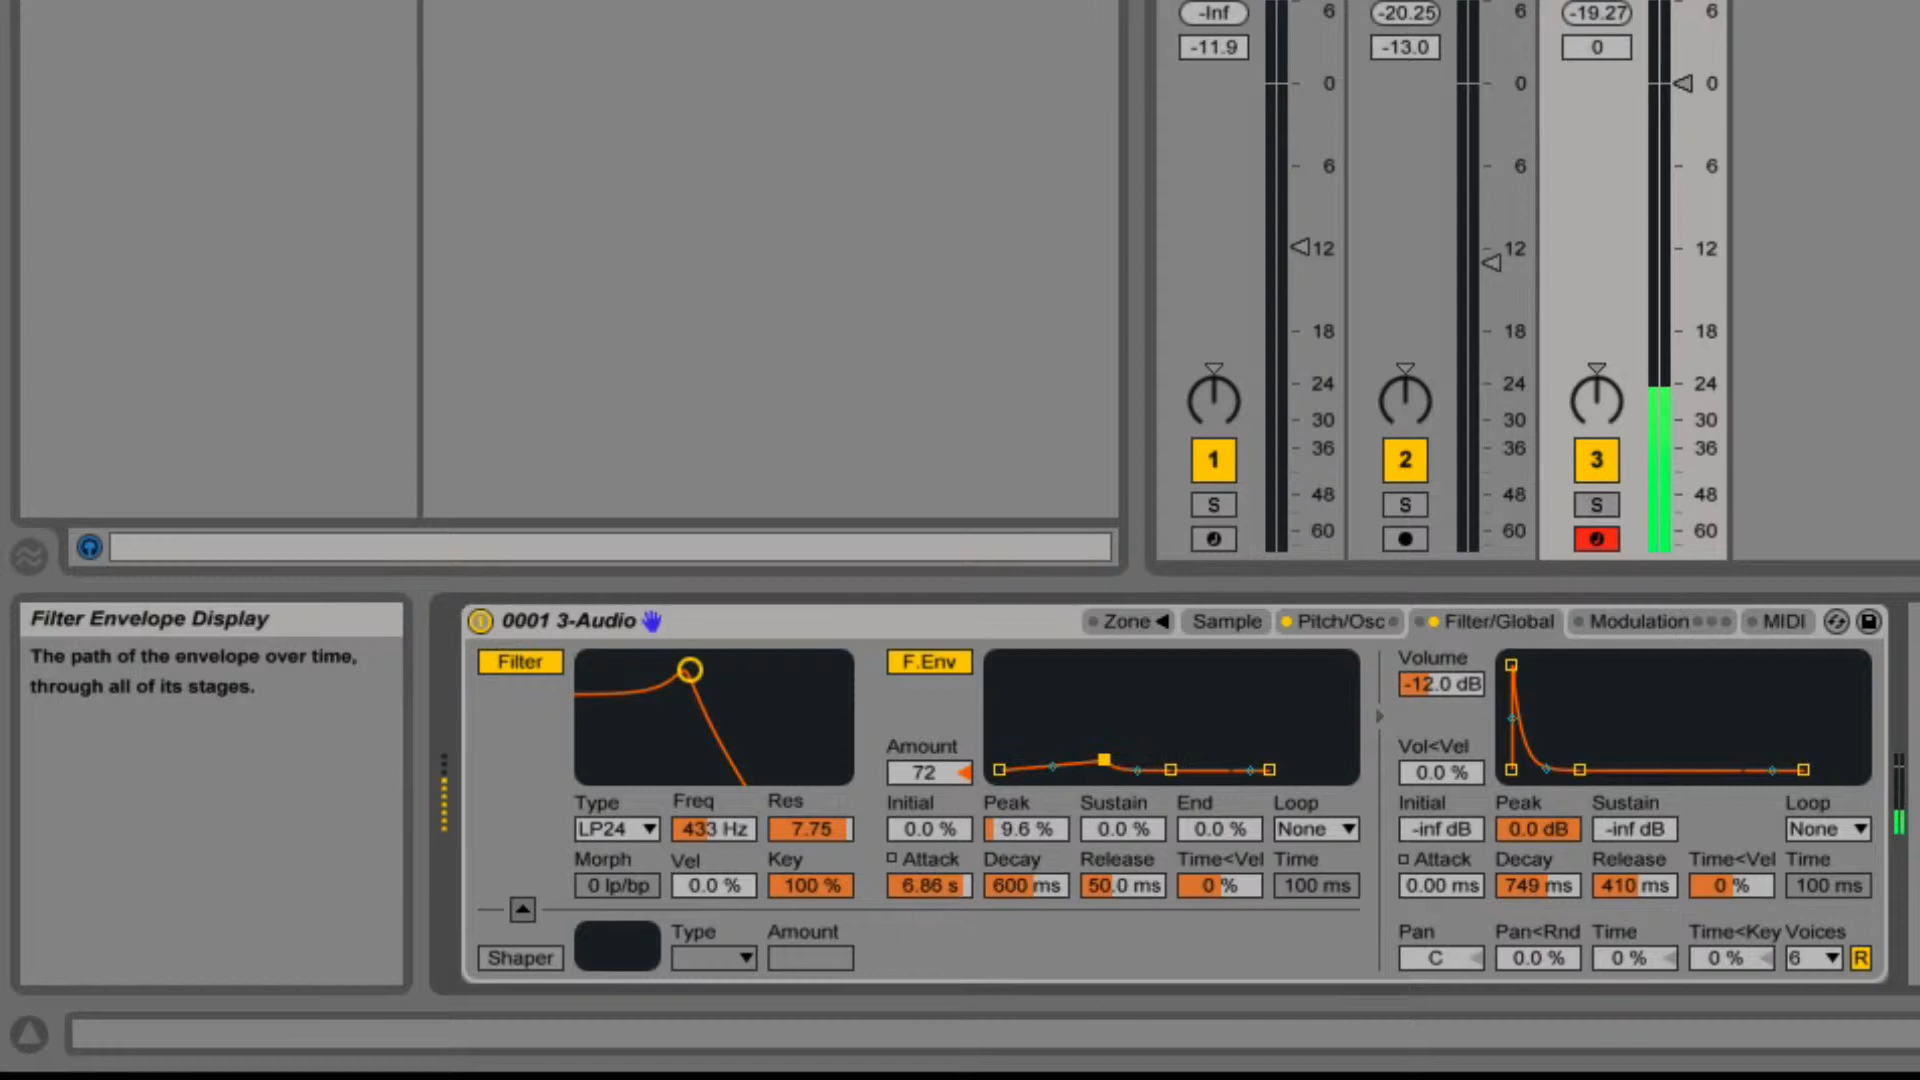 -Inf 6 -20.25 6 -19.27 6
-11.9 -13.0 0
0 0 0
6 6 6
12 12 12
18 18 18
24 24 24
30 30 30
1 36 2 36 3 36
S 48 S 48 S 48
60 60 60
Filter Envelope Display
The path of the envelope over time,
through all of its stages.
0001 3-Audio Zone Sample Pitch/Osc Filter/Global Modulation MIDI
Filter F.Env Volume
-12.0 dB
Amount Vol<Vel
72 0.0 %
Type Freq Res Initial Peak Sustain End Loop Initial Peak Sustain Loop
LP24 433 Hz 7.75 0.0 % 9.6 % 0.0 % 0.0 % None -inf dB 0.0 dB -inf dB None
Morph Vel Key Attack Decay Release Time<Vel Time Attack Decay Release Time<Vel Time
0 lp/bp 0.0 % 100 % 6.86 s 600 ms 50.0 ms 0 % 100 ms 0.00 ms 749 ms 410 ms 0 % 100 ms
Type Amount Pan Pan<Rnd Time Time<Key Voices
Shaper C 0.0 % 0 % 0 % 6 R